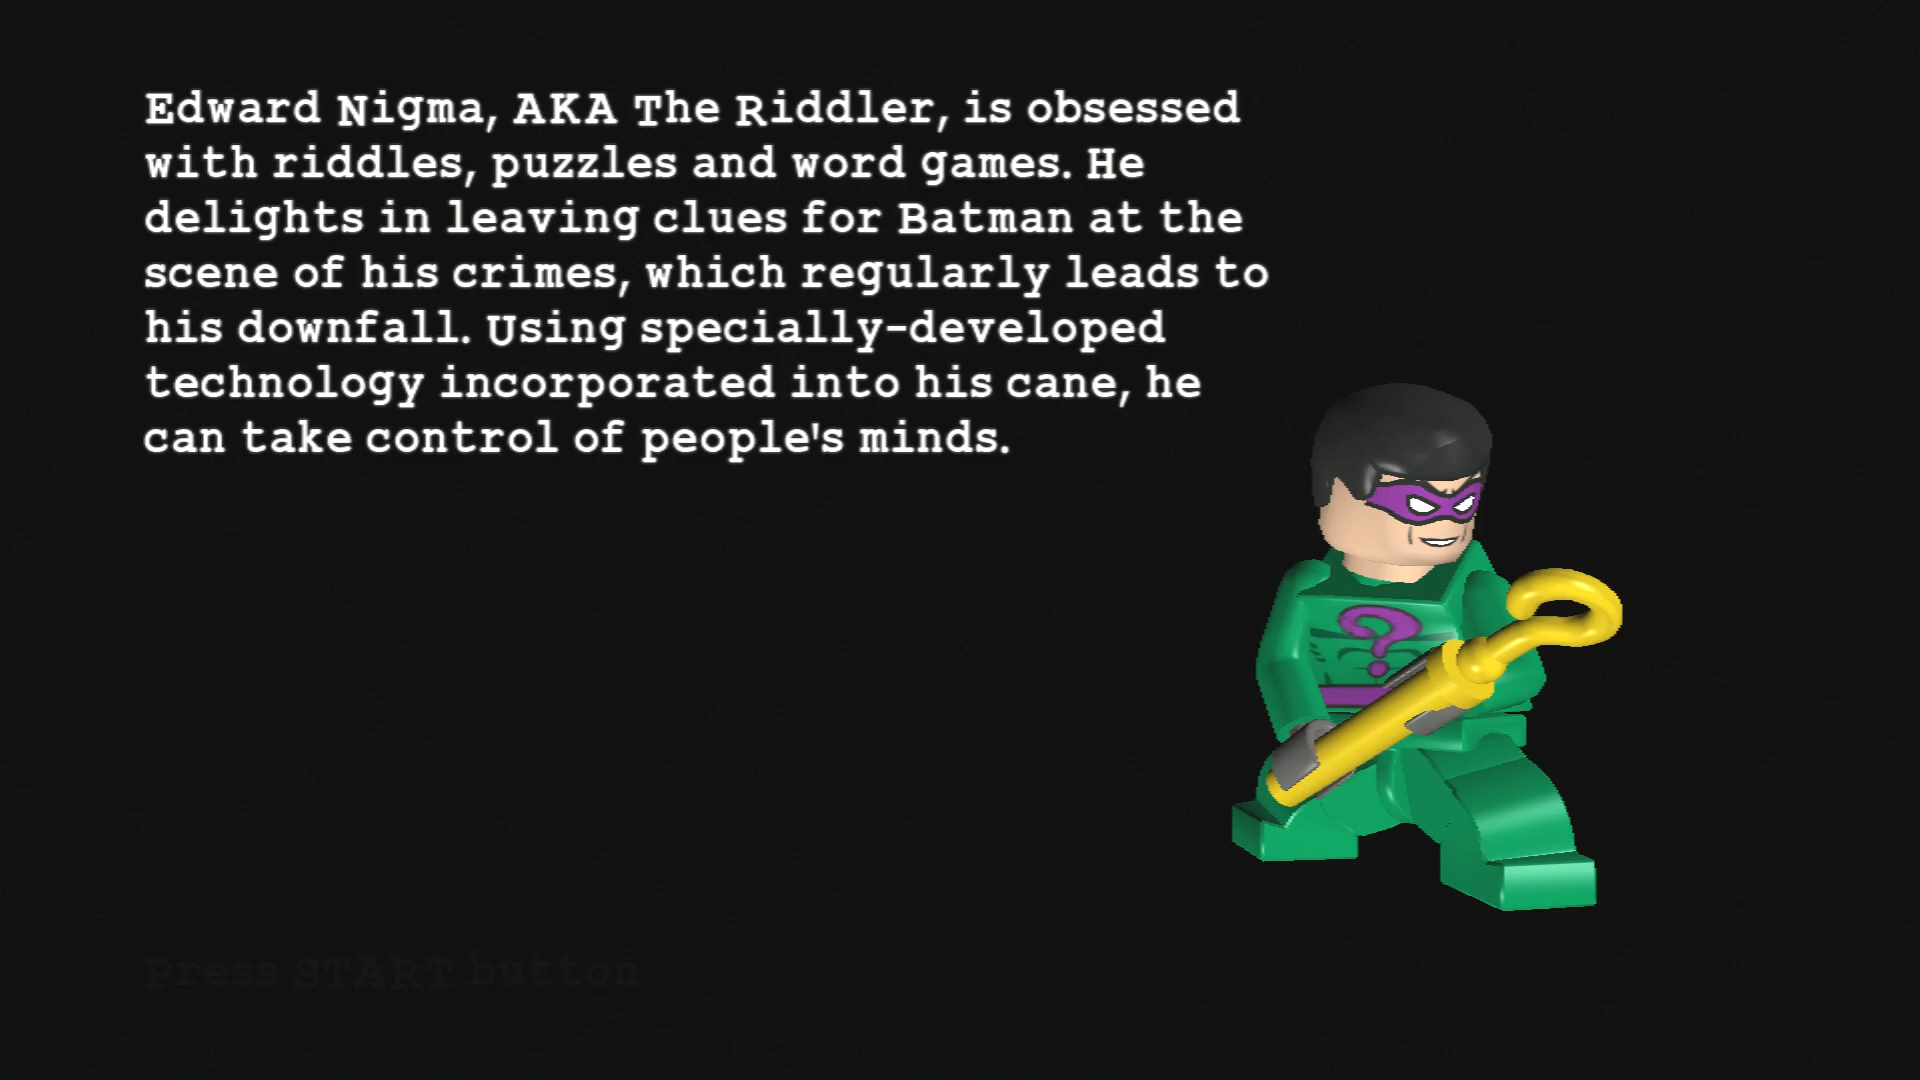 Edward Nigma, AKA The Riddler, is obsessed
with riddles, puzzles and word games. He
delights in leaving clues for Batman at the
scene of his crimes, which regularly leads to
his downfall. Using specially-developed
technology incorporated into his cane, he
can take control of people's minds.
?
Press START button